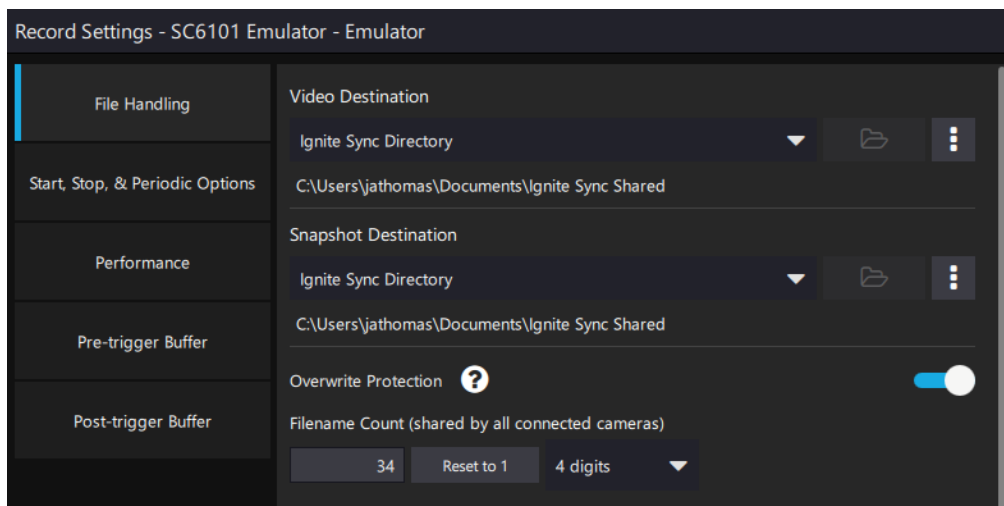 Record Settings - SC6101 Emulator - Emulator
File Handling
Start, Stop, & Periodic Options
Performance
Pre-trigger Buffer
Post-trigger Buffer
Video Destination
Ignite Sync Directory
C:\Users\jathomas\Documents\Ignite Sync Shared
Snapshot Destination
Ignite Sync Directory
C:\Users\jathomas\Documents\Ignite Sync Shared
Overwrite Protection ?
Filename Count (shared by all connected cameras)
34 Reset to 1 4 digits